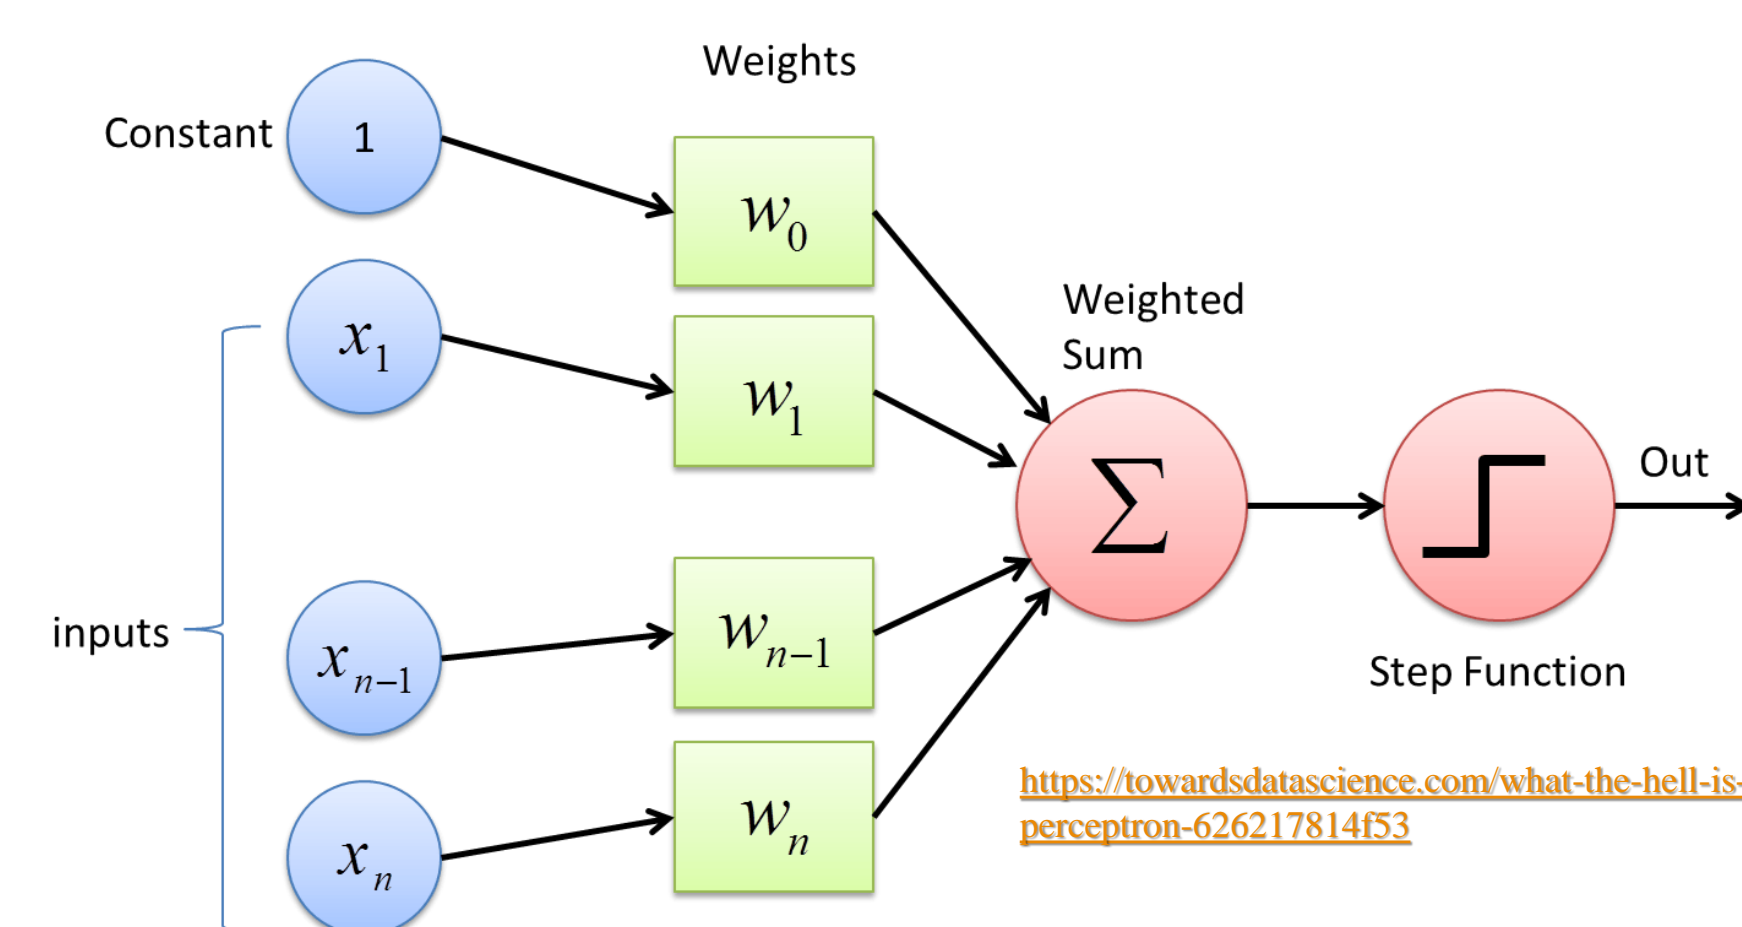 Weights
Constant
1
w0
x1
w1
Weighted
Sum
∑
Out
inputs
xn−1
wn−1
Step Function
xn
wn
https://towardsdatascience.com/what-the-hell-is-
perceptron-626217814f53